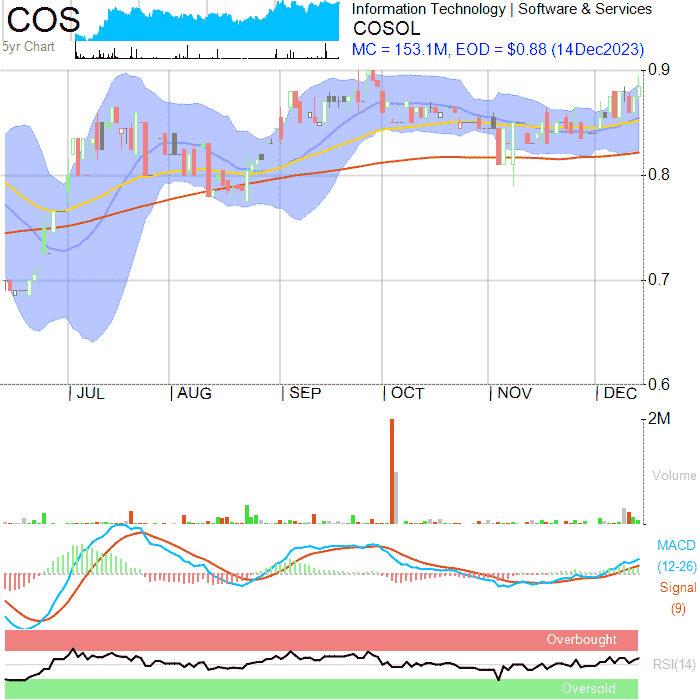 COS
5yr Chart
Information Technology | Software & Services
COSOL
MC = 153.1M, EOD = $0.88 (14Dec2023)
0.9
0.8
0.7
0.6
JUL AUG SEP OCT NOV DEC
2M
Volume
MACD
(12-26)
Signal
(9)
Overbought
RSI(14)
Oversold